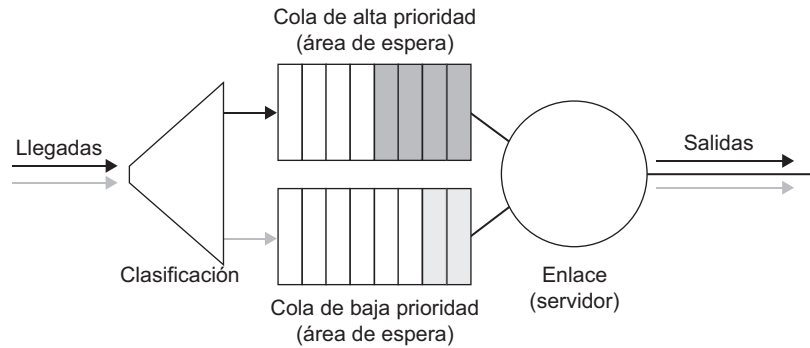 Cola de alta prioridad
(área de espera)
Llegadas
Salidas
Clasificación
Enlace
(servidor)
Cola de baja prioridad
(área de espera)